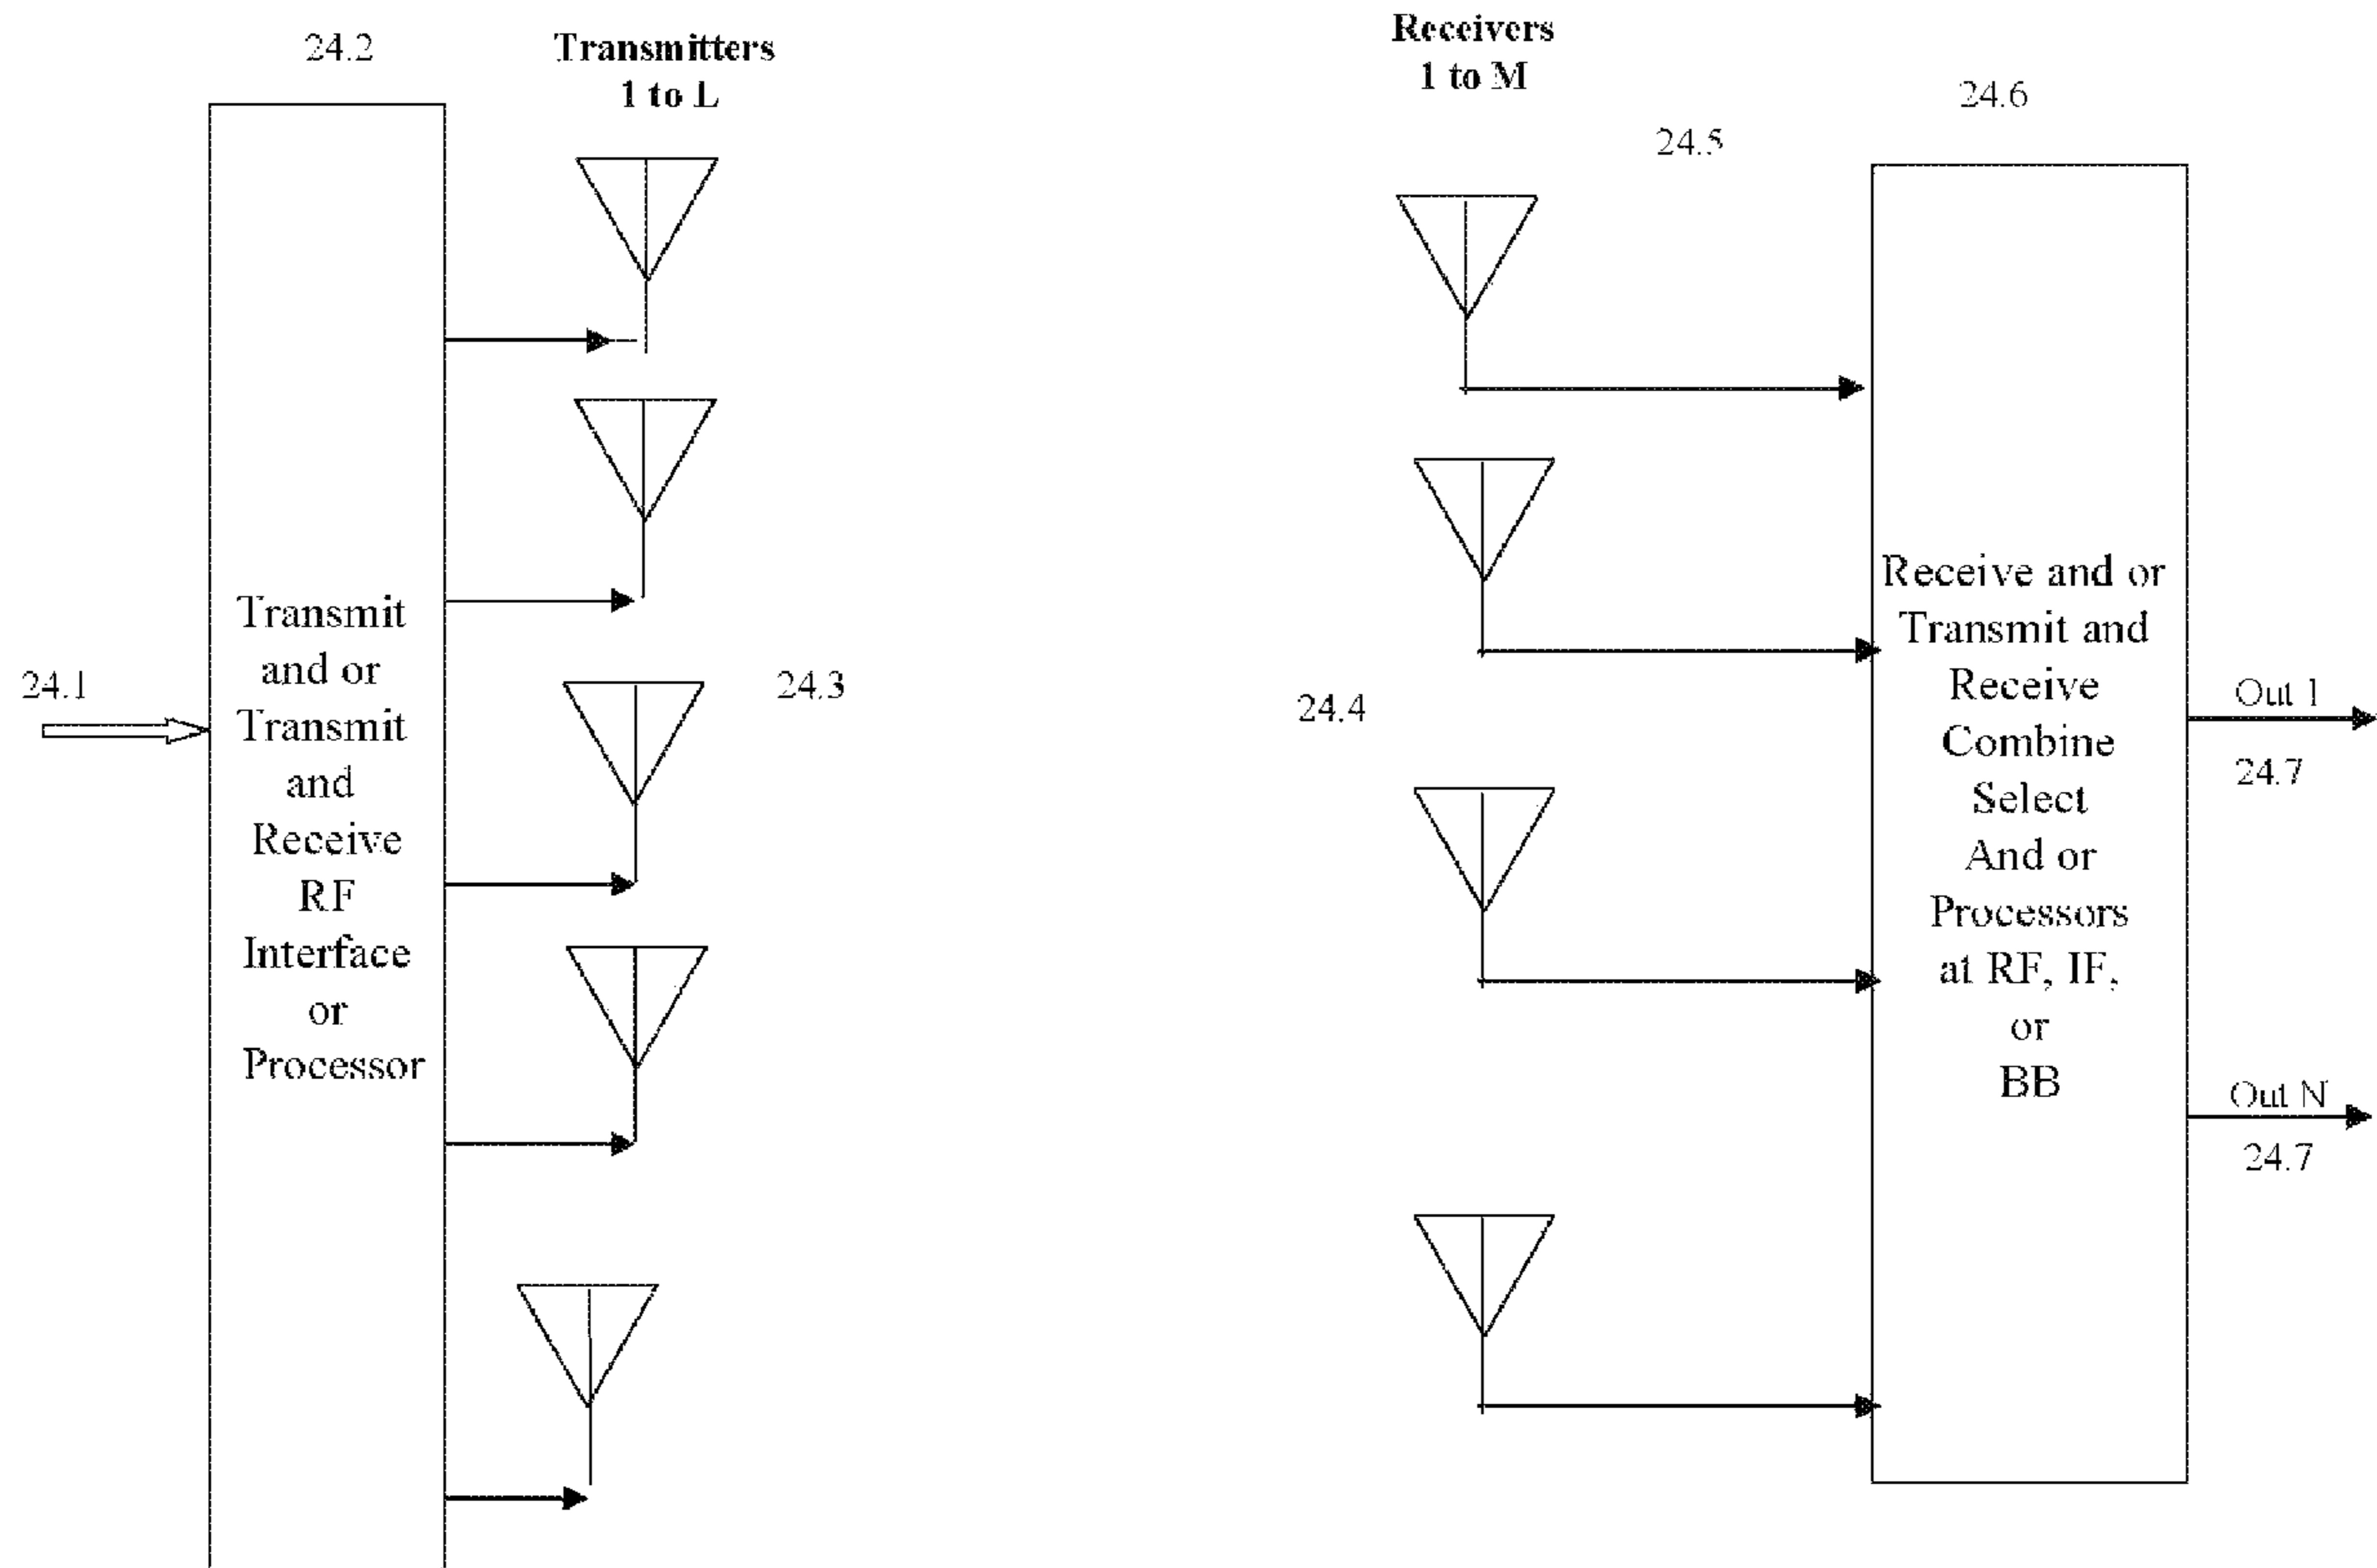 24.2
Transmitters
1 to L
Receivers
1 to M
24.5
24.6
24.1
Transmit
and or
Transmit
and
Receive
RF
Interface
or
Processor
24.3
24.4
Receive and or
Transmit and
Receive
Combine
Select
And or
Processors
at RF, IF,
or
BB
Out 1
24.7
Out N
24.7